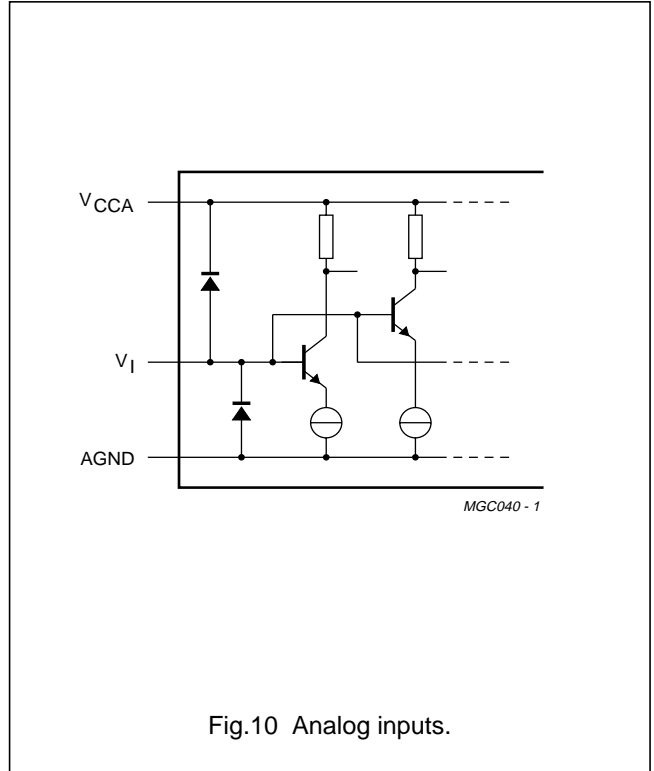 VCCA
VI
AGND
MGC040 - 1
Fig.10 Analog inputs.